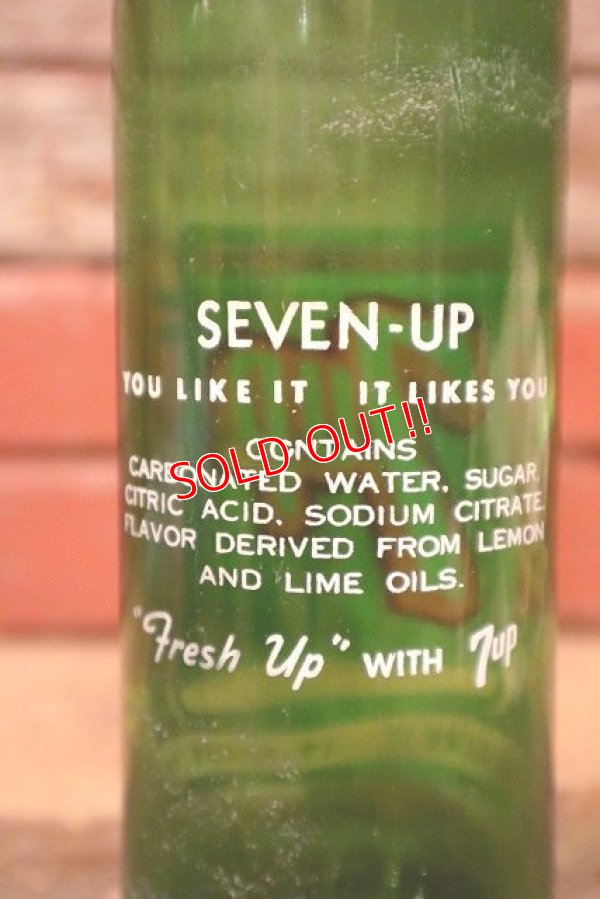 SEVEN-UP
YOU LIKE IT IT LIKES YOU
SOLD OUT!!
CONTAINS
CARBONATED WATER, SUGAR,
CITRIC ACID, SODIUM CITRATE,
FLAVOR DERIVED FROM LEMON
AND LIME OILS.
"Fresh Up" WITH 7up